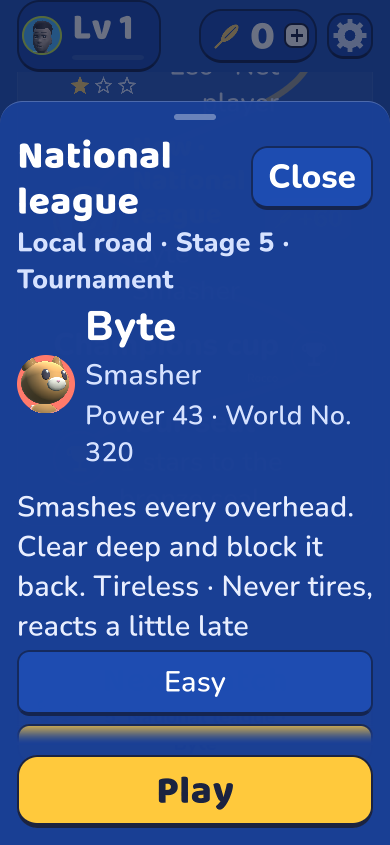 Lv 1
0
player
National
league
Close
Local road · Stage 5 ·
Tournament
Byte
Smasher
Power 43 · World No.
320
Smashes every overhead.
Clear deep and block it
back. Tireless · Never tires,
reacts a little late
Easy
Play